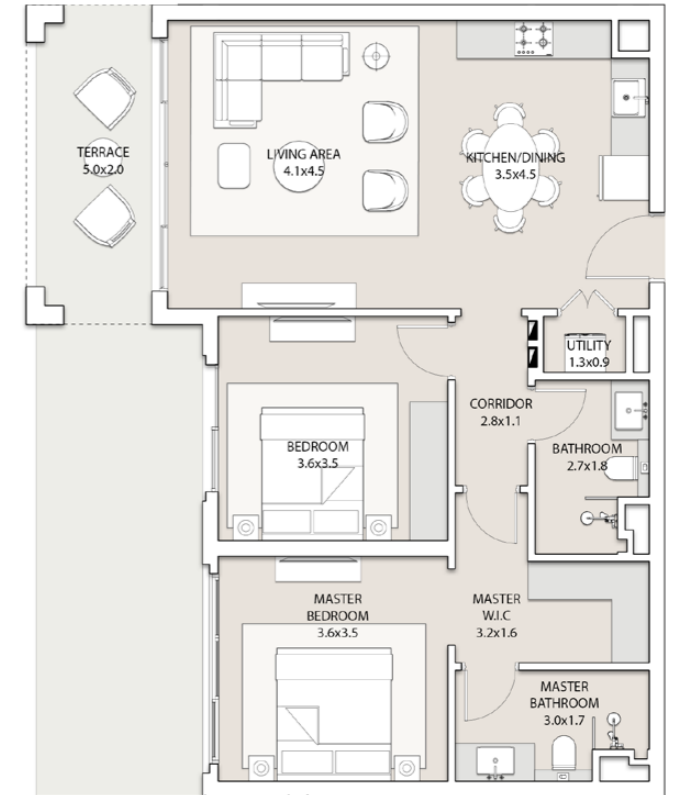 TERRACE
5.0x2.0
LIVING AREA
4.1x4.5
KITCHEN/DINING
3.5x4.5
UTILITY
1.3x0.9
CORRIDOR
2.8x1.1
BEDROOM
3.6x3.5
BATHROOM
2.7x1.8
MASTER
BEDROOM
3.6x3.5
MASTER
W.I.C
3.2x1.6
MASTER
BATHROOM
3.0x1.7